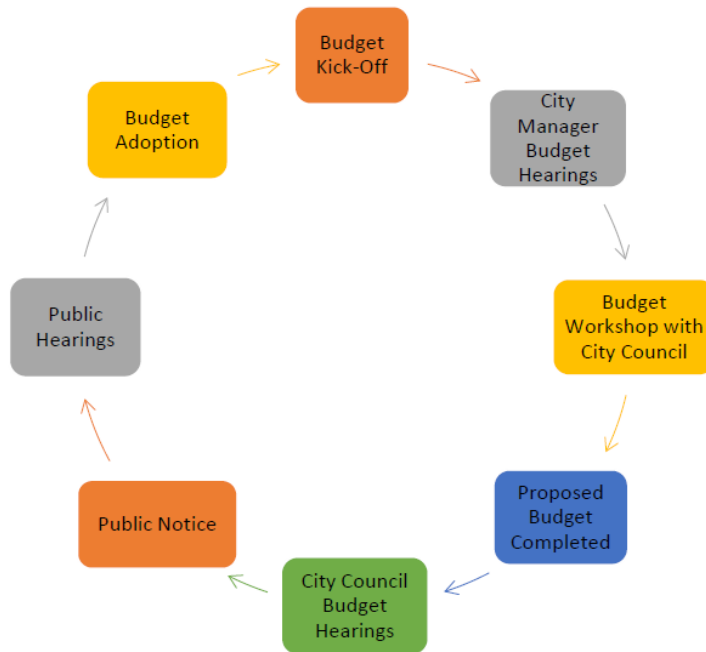 Budget
Kick-Off
City
Manager
Budget
Hearings
Budget
Workshop with
City Council
Proposed
Budget
Completed
City Council
Budget
Hearings
Public Notice
Public
Hearings
Budget
Adoption